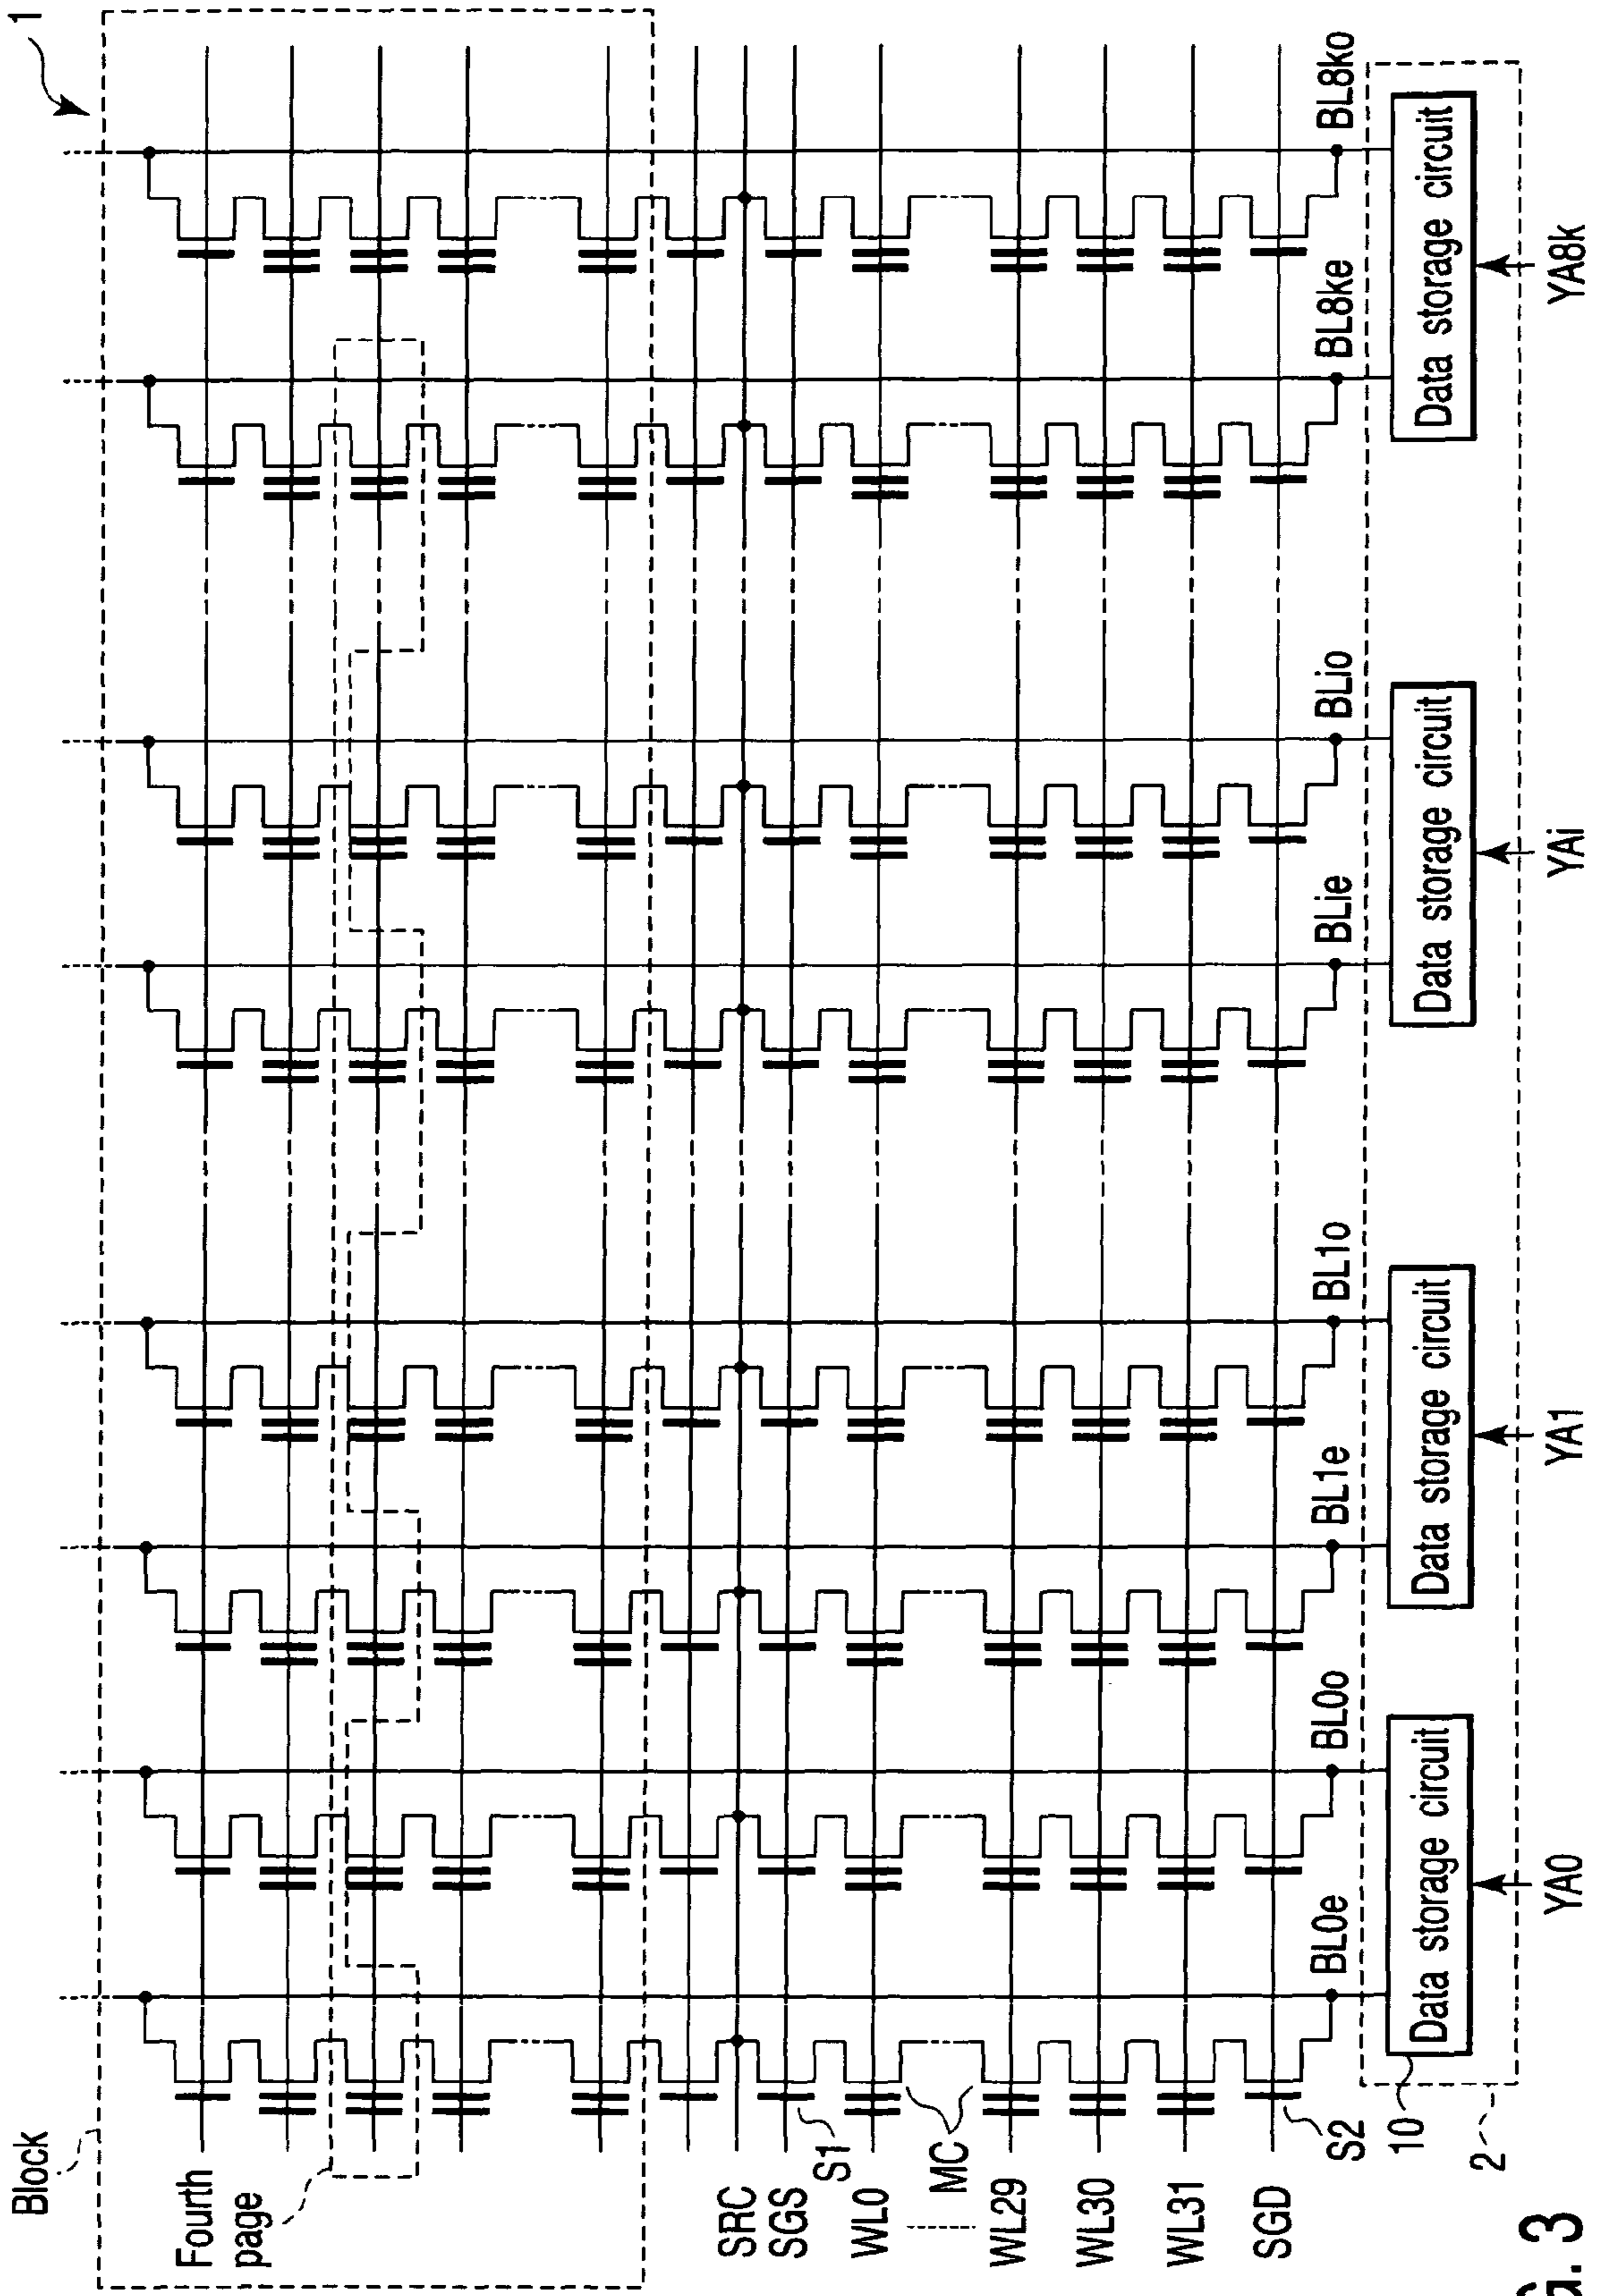 1
Block
Fourth
page
SRC
SGS
S1
WL0
MC
WL29
WL30
WL31
SGD
S2
BL0e
BL0o
BL1e
BL1o
BLie
BLio
BL8ke
BL8ko
10
Data storage circuit
Data storage circuit
Data storage circuit
Data storage circuit
2
YA0
YA1
YAi
YA8k
G. 3